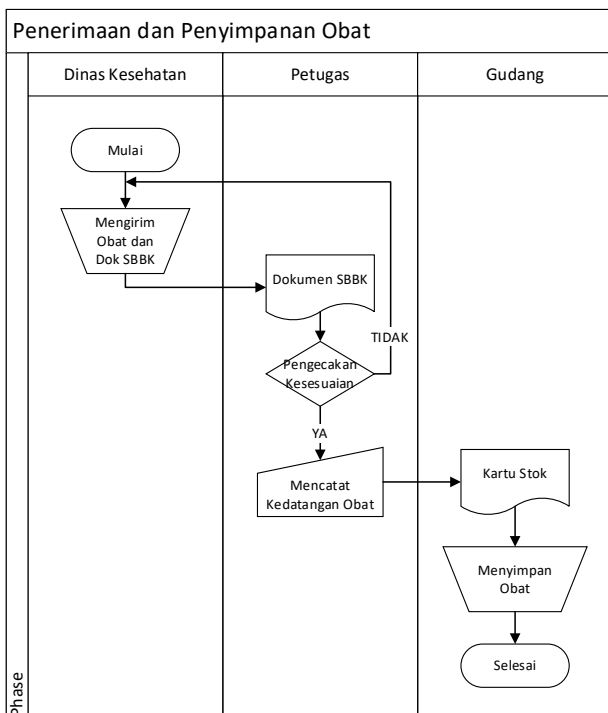 Penerimaan dan Penyimpanan Obat
Dinas Kesehatan
Petugas
Gudang
Mulai
Mengirim
Obat dan
Dok SBBK
Dokumen SBBK
TIDAK
Pengecakan
Kesesuaian
YA
Mencatat
Kedatangan Obat
Kartu Stok
Menyimpan
Obat
Selesai
Phase